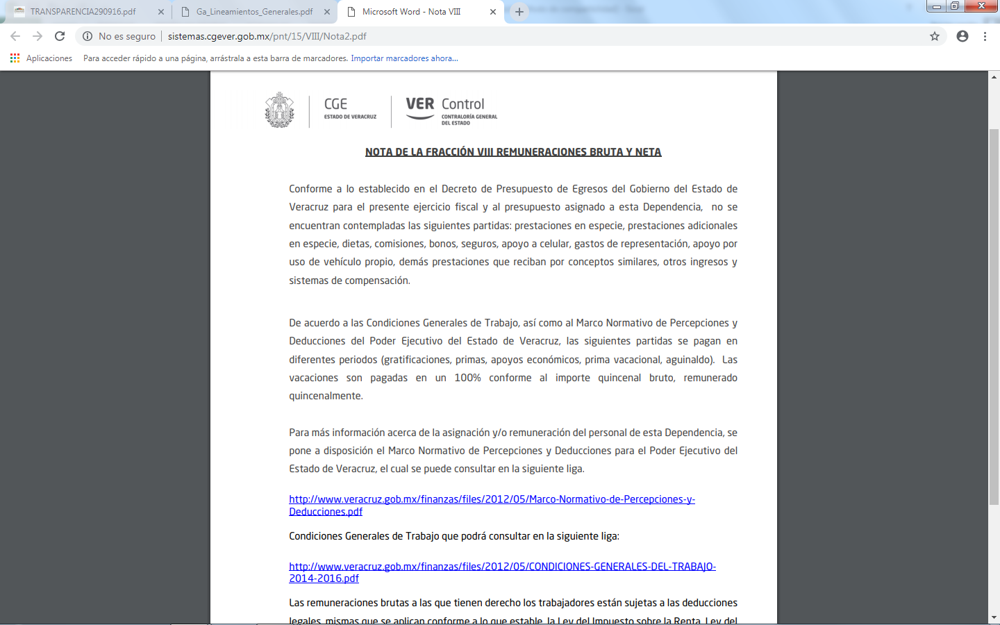 TRANSPARENCIA290916.pdf
Ga_Lineamientos_Generales.pdf
Microsoft Word - Nota VIII
No es seguro
sistemas.cgever.gob.mx/pnt/15/VIII/Nota2.pdf
Aplicaciones
Para acceder rápido a una página, arrástrala a esta barra de marcadores.
Importar marcadores ahora...
CGE
ESTADO DE VERACRUZ
VER Control
CONTRALORÍA GENERAL
DEL ESTADO
NOTA DE LA FRACCIÓN VIII REMUNERACIONES BRUTA Y NETA
Conforme a lo establecido en el Decreto de Presupuesto de Egresos del Gobierno del Estado de
Veracruz para el presente ejercicio fiscal y al presupuesto asignado a esta Dependencia, no se
encuentran contempladas las siguientes partidas: prestaciones en especie, prestaciones adicionales
en especie, dietas, comisiones, bonos, seguros, apoyo a celular, gastos de representación, apoyo por
uso de vehículo propio, demás prestaciones que reciban por conceptos similares, otros ingresos y
sistemas de compensación.
De acuerdo a las Condiciones Generales de Trabajo, así como al Marco Normativo de Percepciones y
Deducciones del Poder Ejecutivo del Estado de Veracruz, las siguientes partidas se pagan en
diferentes periodos (gratificaciones, primas, apoyos económicos, prima vacacional, aguinaldo). Las
vacaciones son pagadas en un 100% conforme al importe quincenal bruto, remunerado
quincenalmente.
Para más información acerca de la asignación y/o remuneración del personal de esta Dependencia, se
pone a disposición el Marco Normativo de Percepciones y Deducciones para el Poder Ejecutivo del
Estado de Veracruz, el cual se puede consultar en la siguiente liga.
http://www.veracruz.gob.mx/finanzas/files/2012/05/Marco-Normativo-de-Percepciones-y-
Deducciones.pdf
Condiciones Generales de Trabajo que podrá consultar en la siguiente liga:
http://www.veracruz.gob.mx/finanzas/files/2012/05/CONDICIONES-GENERALES-DEL-TRABAJO-
2014-2016.pdf
Las remuneraciones brutas a las que tienen derecho los trabajadores están sujetas a las deducciones
legales, mismas que se aplican conforme a lo que estable, la Ley del Impuesto sobre la Renta, Ley del